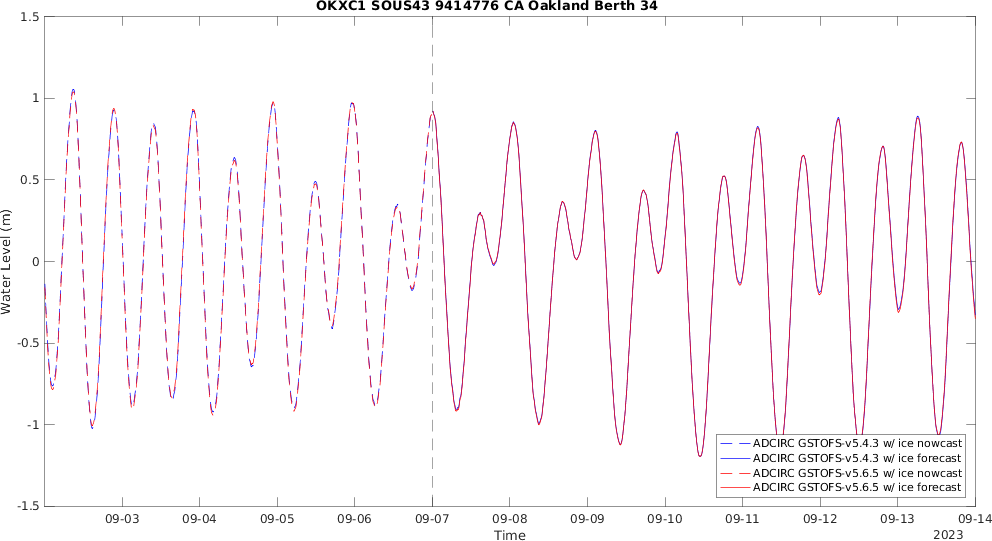 OKXC1 SOUS43 9414776 CA Oakland Berth 34
1.5
1
0.5
0
-0.5
-1
-1.5
Water Level (m)
ADCIRC GSTOFS-v5.4.3 w/ ice nowcast
ADCIRC GSTOFS-v5.4.3 w/ ice forecast
ADCIRC GSTOFS-v5.6.5 w/ ice nowcast
ADCIRC GSTOFS-v5.6.5 w/ ice forecast
09-03 09-04 09-05 09-06 09-07 09-08 09-09 09-10 09-11 09-12 09-13 09-14
Time
2023